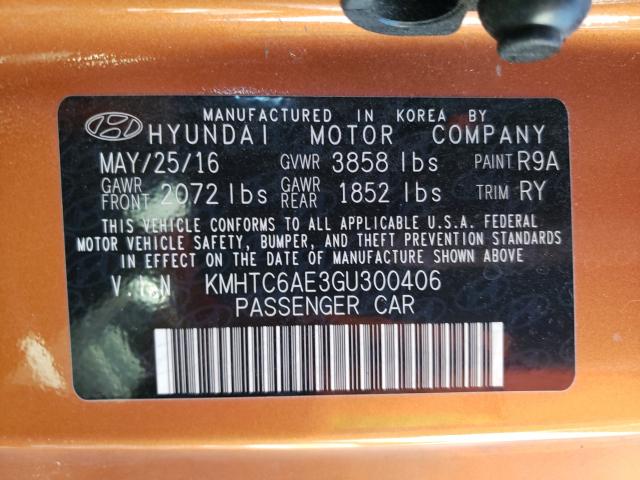 MANUFACTURED IN KOREA BY
HYUNDAI MOTOR COMPANY
MAY/25/16 GVWR 3858 lbs PAINT R9A
GAWR FRONT 2072 lbs GAWR REAR 1852 lbs TRIM RY
THIS VEHICLE CONFORMS TO ALL APPLICABLE U.S.A. FEDERAL
MOTOR VEHICLE SAFETY, BUMPER, AND THEFT PREVENTION STANDARDS
IN EFFECT ON THE DATE OF MANUFACTURE SHOWN ABOVE
V.I.N KMHTC6AE3GU300406
PASSENGER CAR